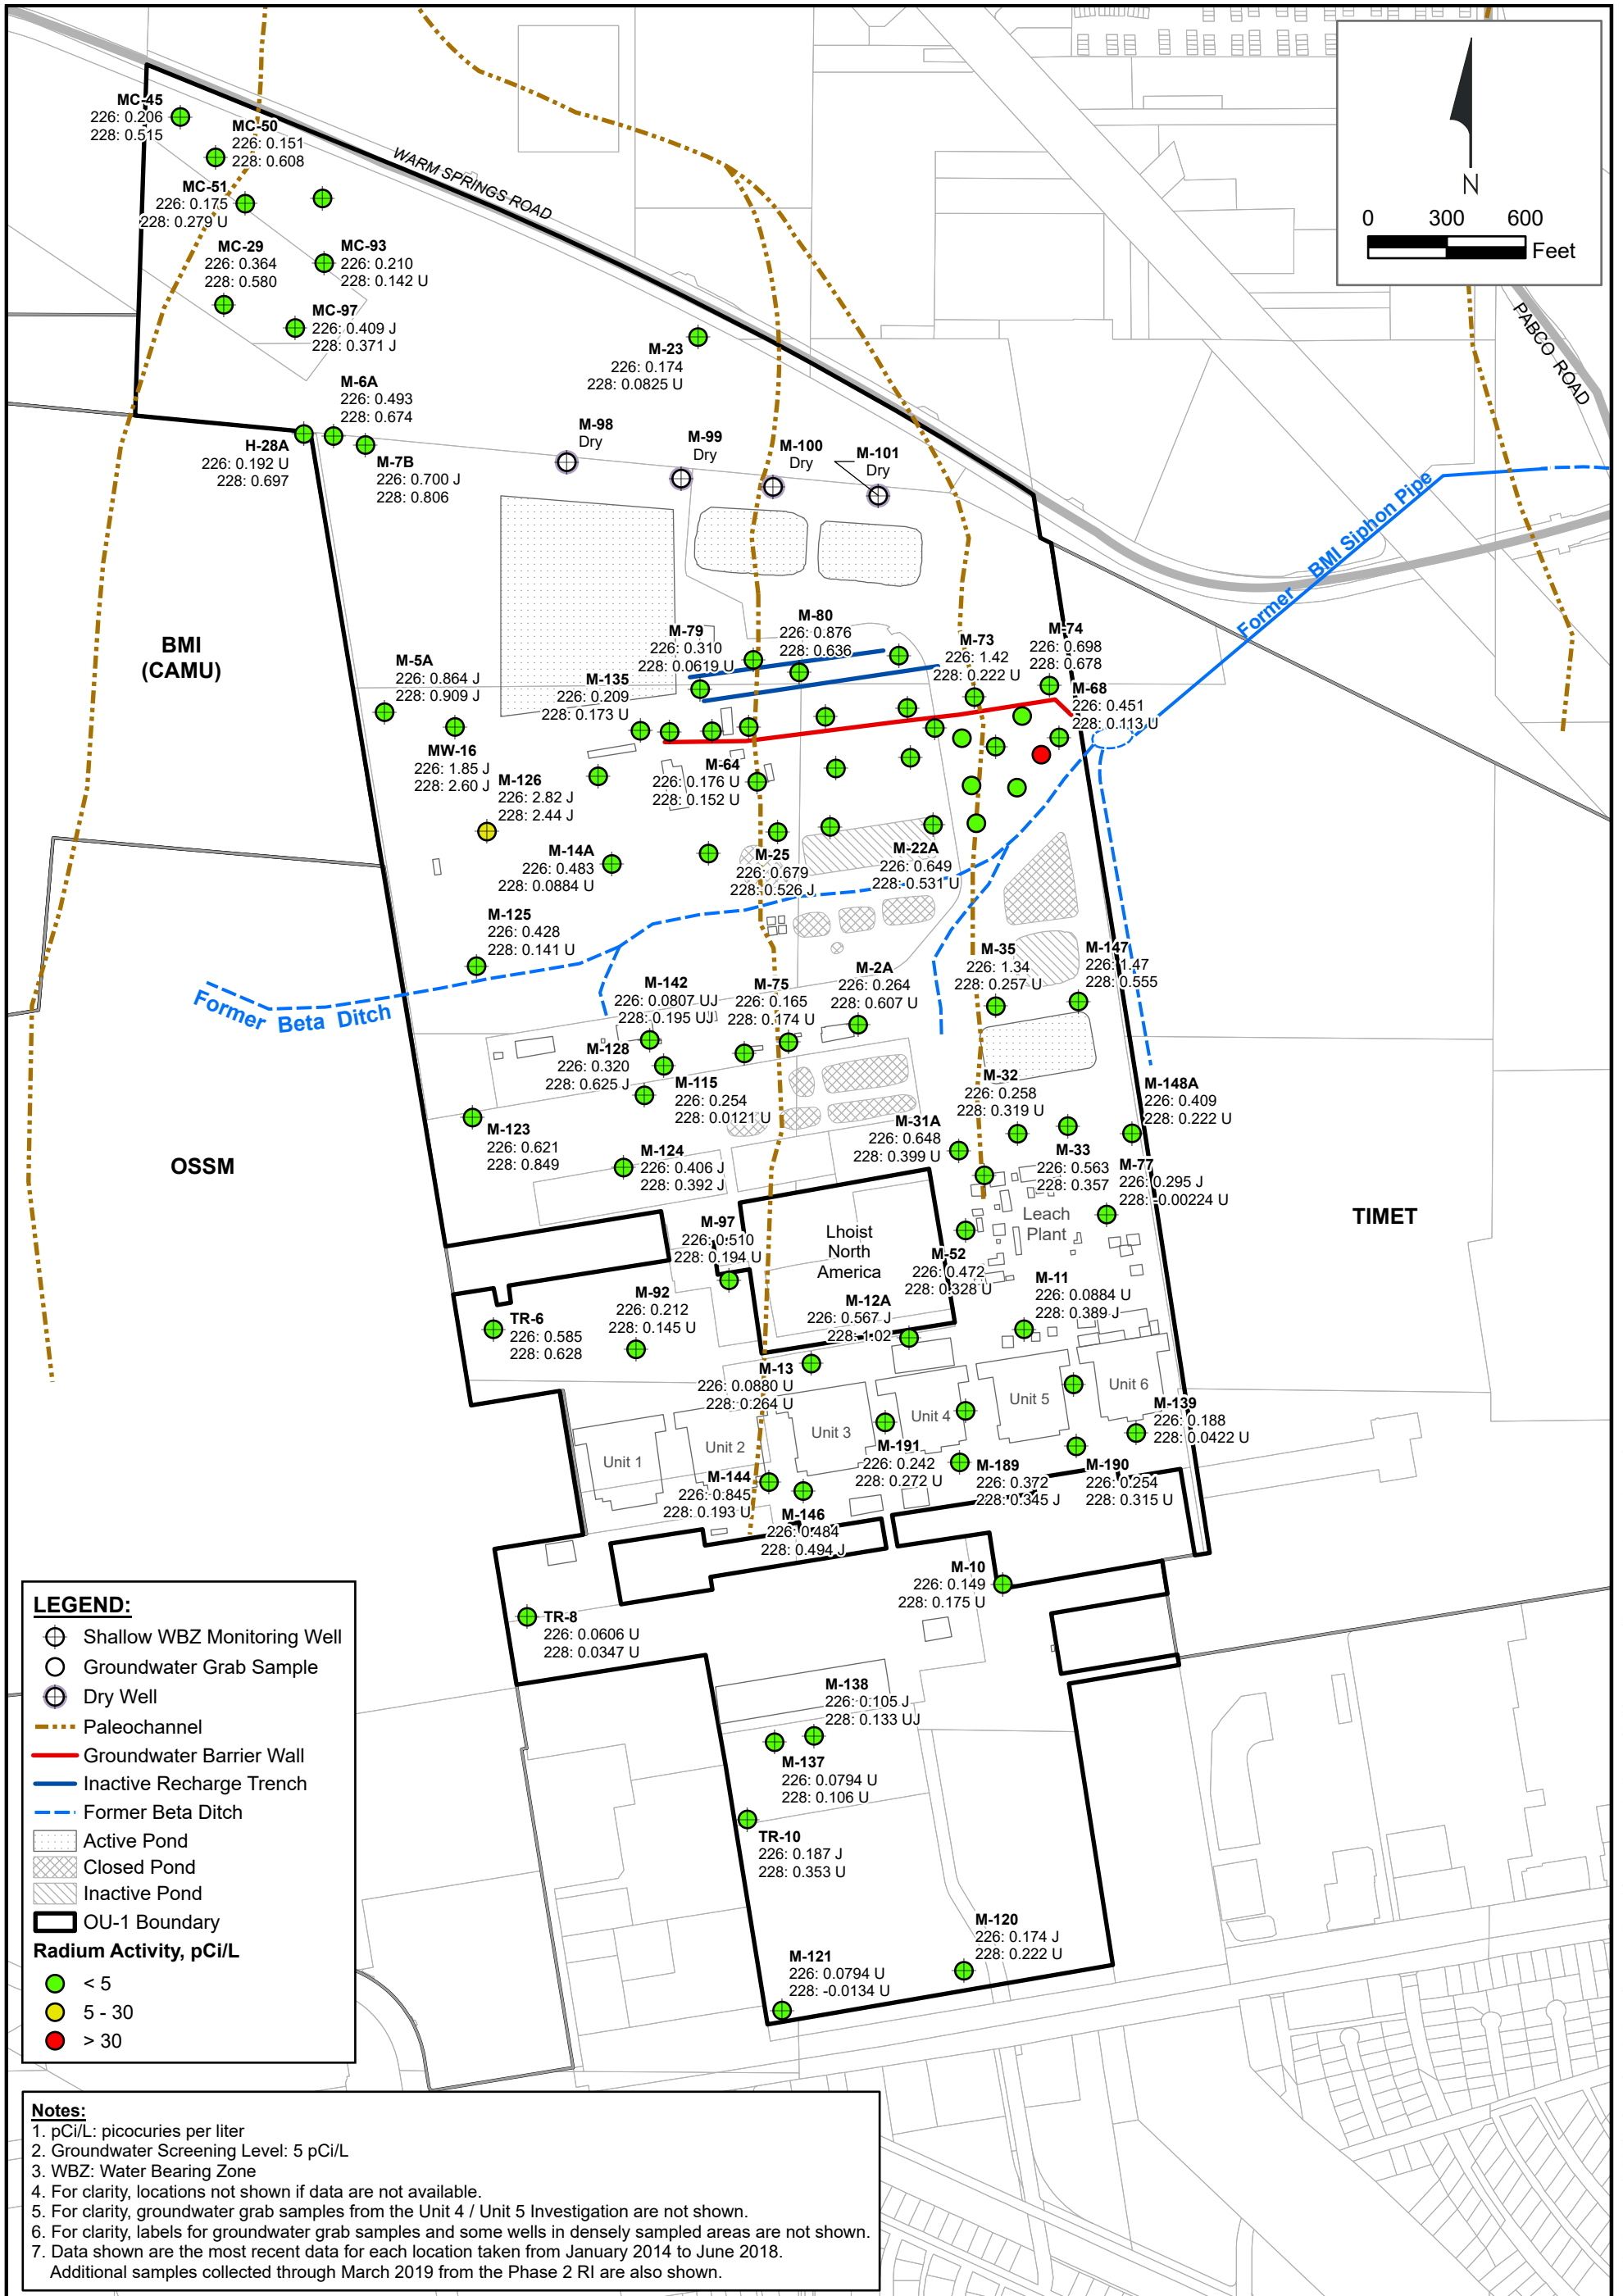 MC-45
226: 0.206
228: 0.515
MC-50
226: 0.151
228: 0.608
WARM SPRINGS ROAD
MC-51
226: 0.175
228: 0.279 U
MC-29
226: 0.364
228: 0.580
MC-93
226: 0.210
228: 0.142 U
MC-97
226: 0.409 J
228: 0.371 J
N
0 300 600
Feet
PABCO ROAD
M-23
226: 0.174
228: 0.0825 U
M-6A
226: 0.493
228: 0.674
H-28A
226: 0.192 U
228: 0.697
M-7B
226: 0.700 J
228: 0.806
M-98
Dry
M-99
Dry
M-100
Dry
M-101
Dry
Former BMI Siphon Pipe
BMI
(CAMU)
M-5A
226: 0.864 J
228: 0.909 J
M-79
226: 0.310
228: 0.0619 U
M-80
226: 0.876
228: 0.636
M-73
226: 1.42
228: 0.222 U
M-74
226: 0.698
228: 0.678
M-135
226: 0.209
228: 0.173 U
M-68
226: 0.451
228: 0.113 U
MW-16
226: 1.85 J
228: 2.60 J
M-126
226: 2.82 J
228: 2.44 J
M-64
226: 0.176 U
228: 0.152 U
M-14A
226: 0.483
228: 0.0884 U
M-25
226: 0.679
228: 0.526 J
M-22A
226: 0.649
228: 0.531 U
M-125
226: 0.428
228: 0.141 U
Former Beta Ditch
M-142
226: 0.0807 UJ
228: 0.195 UJ
M-75
226: 0.165
228: 0.174 U
M-2A
226: 0.264
228: 0.607 U
M-35
226: 1.34
228: 0.257 U
M-147
226: 1.47
228: 0.555
M-128
226: 0.320
228: 0.625 J
M-115
226: 0.254
228: 0.0121 U
M-32
226: 0.258
228: 0.319 U
M-148A
226: 0.409
228: 0.222 U
M-123
226: 0.621
228: 0.849
M-31A
226: 0.648
228: 0.399 U
M-124
226: 0.406 J
228: 0.392 J
M-33
226: 0.563
228: 0.357
M-77
226: 0.295 J
228: -0.00224 U
OSSM
TIMET
Leach
Plant
Lhoist
North
America
M-97
226: 0.510
228: 0.194 U
M-52
226: 0.472
228: 0.328 U
M-92
226: 0.212
228: 0.145 U
M-12A
226: 0.567 J
228: 1.02
M-11
226: 0.0884 U
228: 0.389 J
TR-6
226: 0.585
228: 0.628
M-13
226: 0.0880 U
228: 0.264 U
Unit 1
Unit 2
Unit 3
Unit 4
Unit 5
Unit 6
M-139
226: 0.188
228: 0.0422 U
M-191
226: 0.242
228: 0.272 U
M-189
226: 0.372
228: 0.345 J
M-190
226: 0.254
228: 0.315 U
M-144
226: 0.845
228: 0.193 U
M-146
226: 0.484
228: 0.494 J
M-10
226: 0.149
228: 0.175 U
TR-8
226: 0.0606 U
228: 0.0347 U
M-138
226: 0.105 J
228: 0.133 UJ
M-137
226: 0.0794 U
228: 0.106 U
TR-10
226: 0.187 J
228: 0.353 U
M-120
226: 0.174 J
228: 0.222 U
M-121
226: 0.0794 U
228: -0.0134 U
LEGEND:
Shallow WBZ Monitoring Well
Groundwater Grab Sample
Dry Well
Paleochannel
Groundwater Barrier Wall
Inactive Recharge Trench
Former Beta Ditch
Active Pond
Closed Pond
Inactive Pond
OU-1 Boundary
Radium Activity, pCi/L
< 5
5 - 30
> 30
Notes:
1. pCi/L: picocuries per liter
2. Groundwater Screening Level: 5 pCi/L
3. WBZ: Water Bearing Zone
4. For clarity, locations not shown if data are not available.
5. For clarity, groundwater grab samples from the Unit 4 / Unit 5 Investigation are not shown.
6. For clarity, labels for groundwater grab samples and some wells in densely sampled areas are not shown.
7. Data shown are the most recent data for each location taken from January 2014 to June 2018.
Additional samples collected through March 2019 from the Phase 2 RI are also shown.